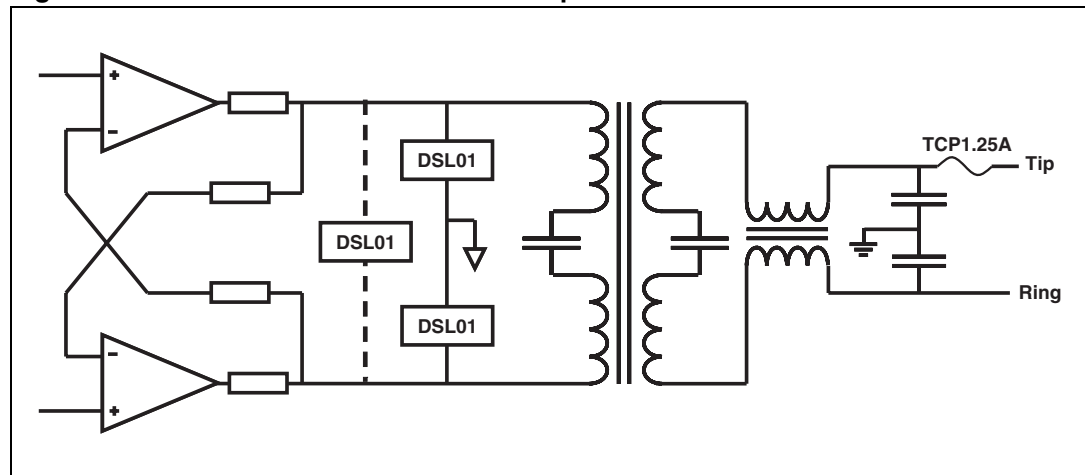 +
−
DSL01
DSL01
DSL01
−
+
TCP1.25A
Tip
Ring